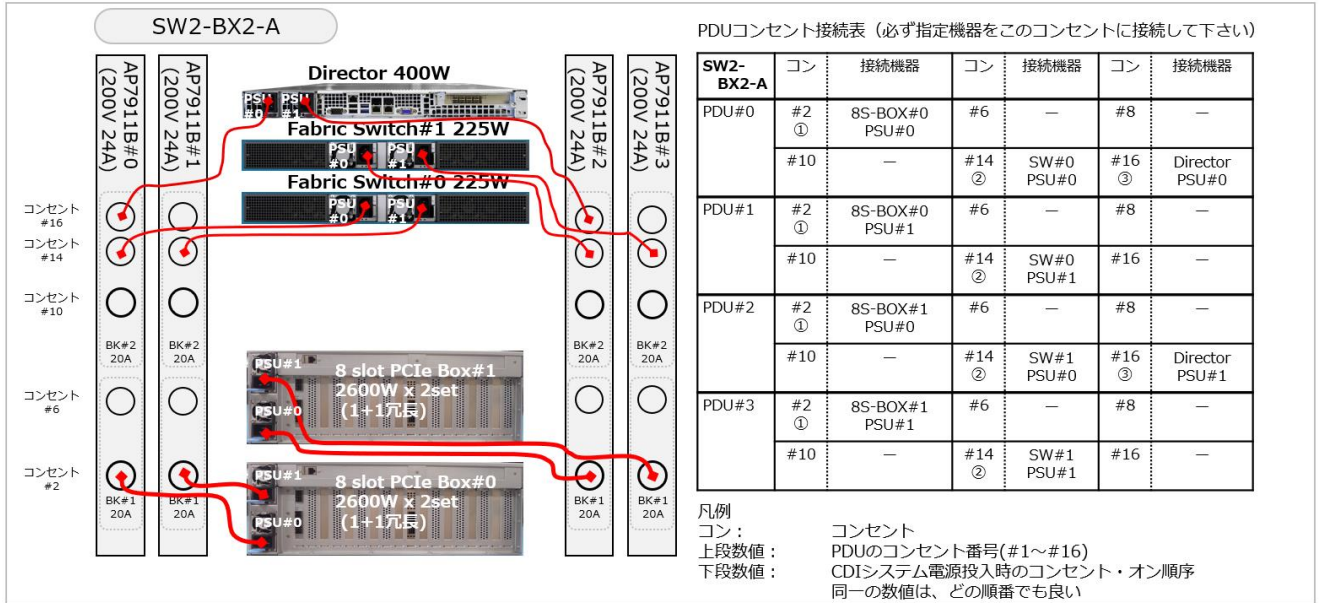 SW2-BX2-A
AP7911B#0
(200V 24A)
AP7911B#1
(200V 24A)
AP7911B#2
(200V 24A)
AP7911B#3
(200V 24A)
Director 400W
PSU
#0
PSU
#1
Fabric Switch#1 225W
PSU
#0
PSU
#1
Fabric Switch#0 225W
PSU
#0
PSU
#1
コンセント
#16
コンセント
#14
コンセント
#10
BK#2
20A
BK#2
20A
BK#2
20A
BK#2
20A
PSU#1
8 slot PCIe Box#1
2600W x 2set
(1+1冗長)
PSU#0
コンセント
#6
コンセント
#2
PSU#1
8 slot PCIe Box#0
2600W x 2set
(1+1冗長)
PSU#0
BK#1
20A
BK#1
20A
BK#1
20A
BK#1
20A
PDUコンセント接続表（必ず指定機器をこのコンセントに接続して下さい）
SW2-
BX2-A
コン 接続機器 コン 接続機器 コン 接続機器
PDU#0 #2 8S-BOX#0 #6 — #8 —
① PSU#0
#10 — #14 SW#0 #16 Director
② PSU#0 ③ PSU#0
PDU#1 #2 8S-BOX#0 #6 — #8 —
① PSU#1
#10 — #14 SW#0 #16 —
② PSU#1
PDU#2 #2 8S-BOX#1 #6 — #8 —
① PSU#0
#10 — #14 SW#1 #16 Director
② PSU#0 ③ PSU#1
PDU#3 #2 8S-BOX#1 #6 — #8 —
① PSU#1
#10 — #14 SW#1 #16 —
② PSU#1
凡例
コン： コンセント
上段数値： PDUのコンセント番号(#1～#16)
下段数値： CDIシステム電源投入時のコンセント・オン順序
同一の数値は、どの順番でも良い